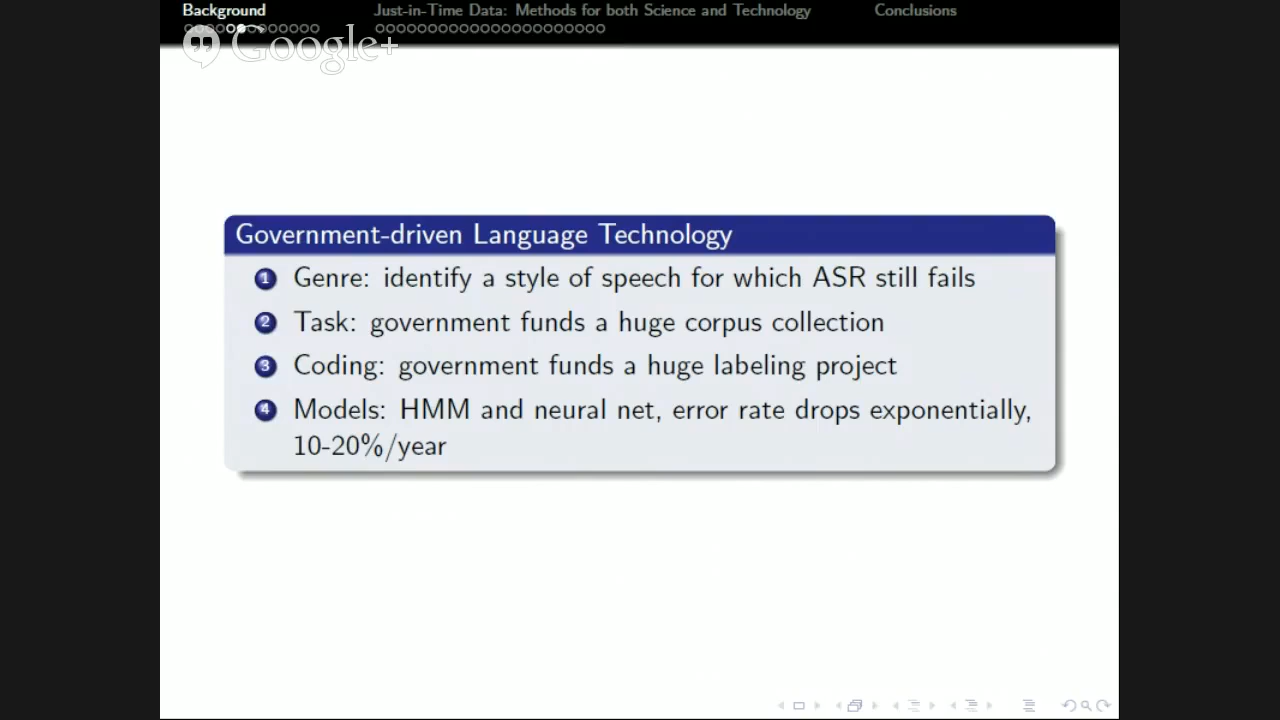 Background
Just-in-Time Data: Methods for both Science and Technology
Conclusions
Google+
Government-driven Language Technology
1 Genre: identify a style of speech for which ASR still fails
2 Task: government funds a huge corpus collection
3 Coding: government funds a huge labeling project
4 Models: HMM and neural net, error rate drops exponentially,
10-20%/year